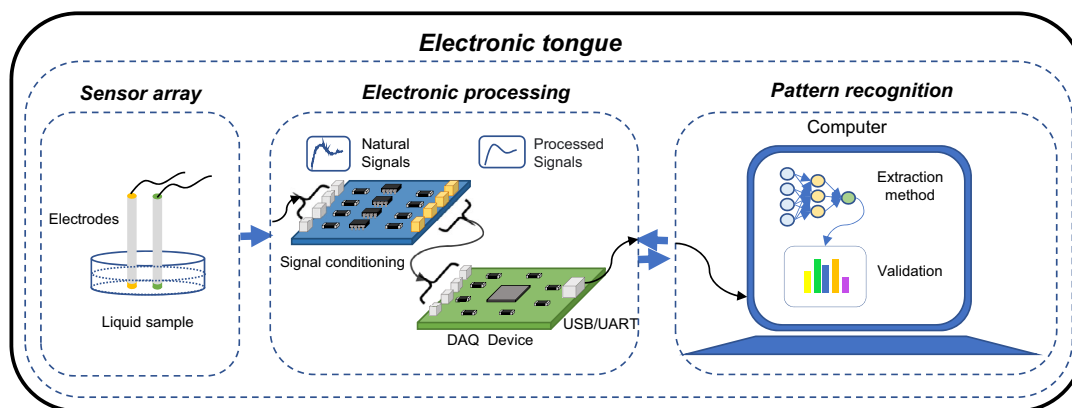 Electronic tongue
Sensor array
Electronic processing
Pattern recognition
Natural
Signals
Processed
Signals
Computer
Extraction
method
Electrodes
Signal conditioning
Validation
Liquid sample
USB/UART
DAQ Device